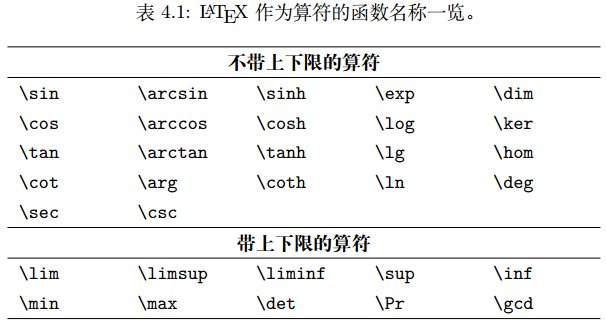 表 4.1: LATEX 作为算符的函数名称一览。
不带上下限的算符
\sin \arcsin \sinh \exp \dim
\cos \arccos \cosh \log \ker
\tan \arctan \tanh \lg \hom
\cot \arg \coth \ln \deg
\sec \csc
带上下限的算符
\lim \limsup \liminf \sup \inf
\min \max \det \Pr \gcd